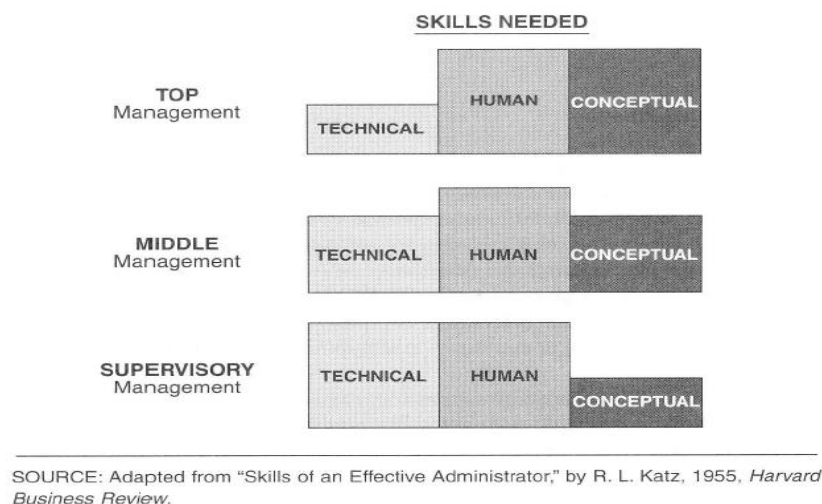 SKILLS NEEDED
TOP
Management
TECHNICAL
HUMAN
CONCEPTUAL
MIDDLE
Management
TECHNICAL
HUMAN
CONCEPTUAL
SUPERVISORY
Management
TECHNICAL
HUMAN
CONCEPTUAL
SOURCE: Adapted from “Skills of an Effective Administrator,” by R. L. Katz, 1955, Harvard
Business Review.